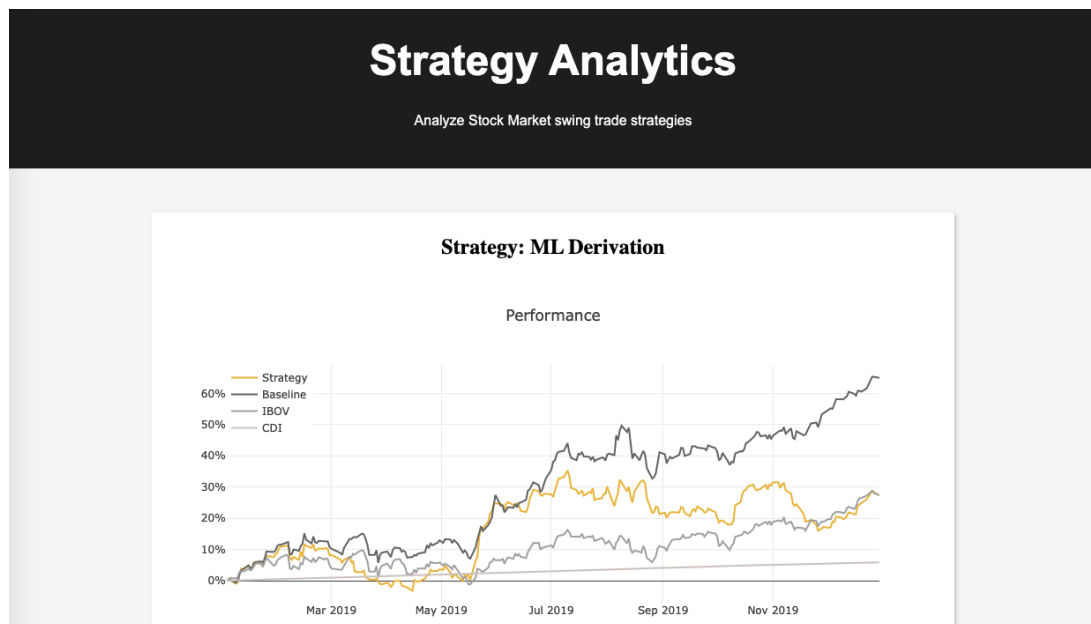 Strategy Analytics
Analyze Stock Market swing trade strategies
Strategy: ML Derivation
Performance
Strategy
Baseline
IBOV
CDI
60%
50%
40%
30%
20%
10%
0%
Mar 2019 May 2019 Jul 2019 Sep 2019 Nov 2019